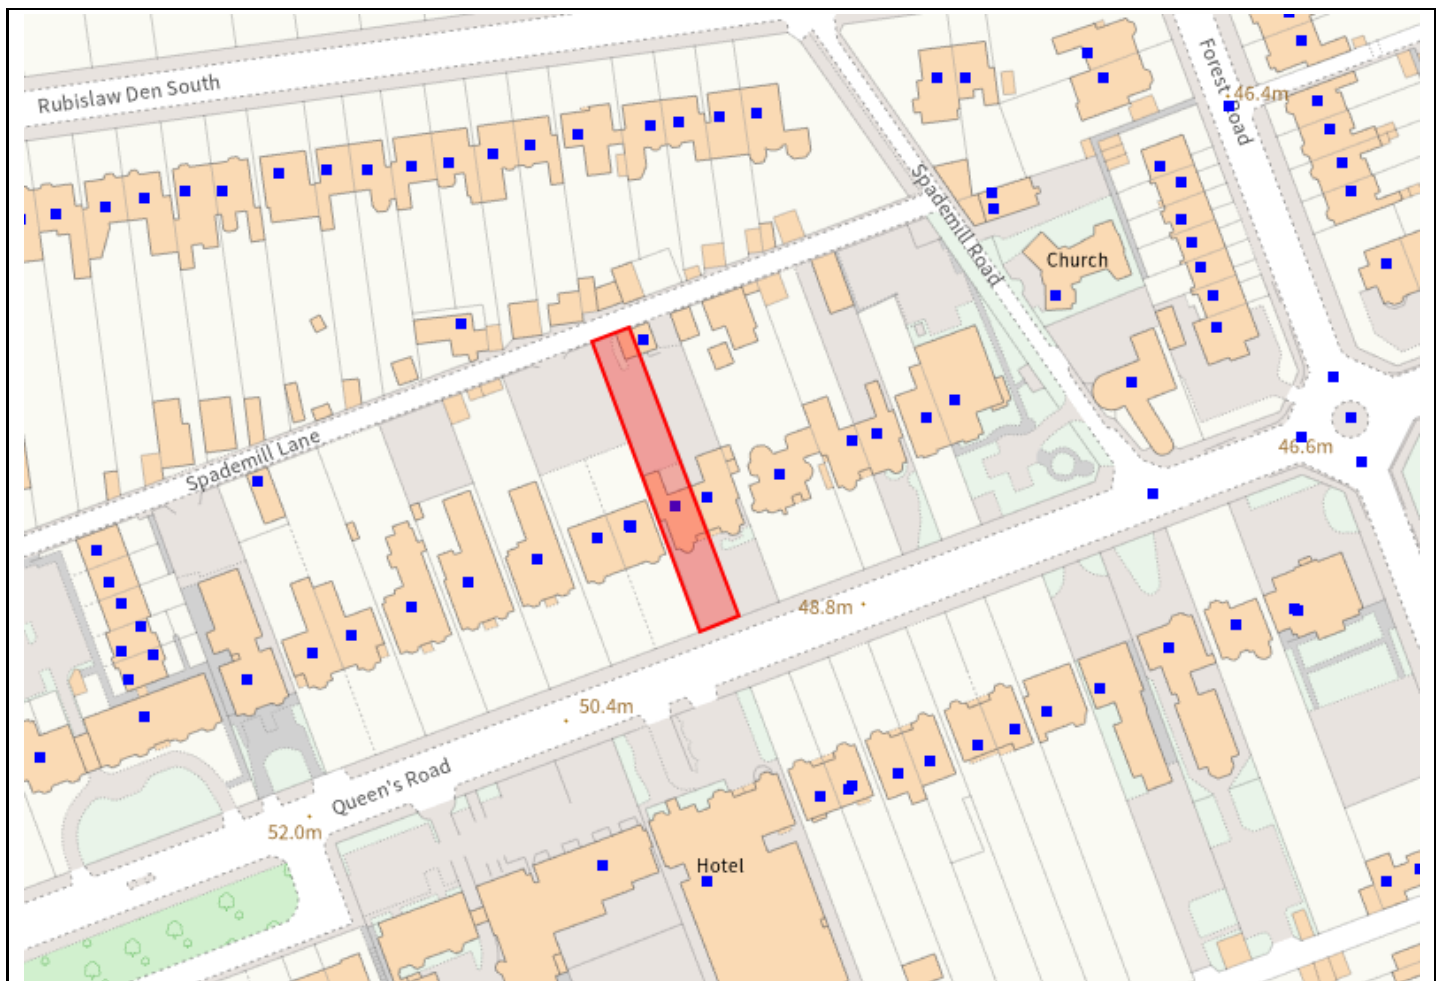 Rubislaw Den South
Forest Road
46.4m
Spademill Road
Church
Spademill Lane
46.6m
48.8m
50.4m
Queen's Road
52.0m
Hotel